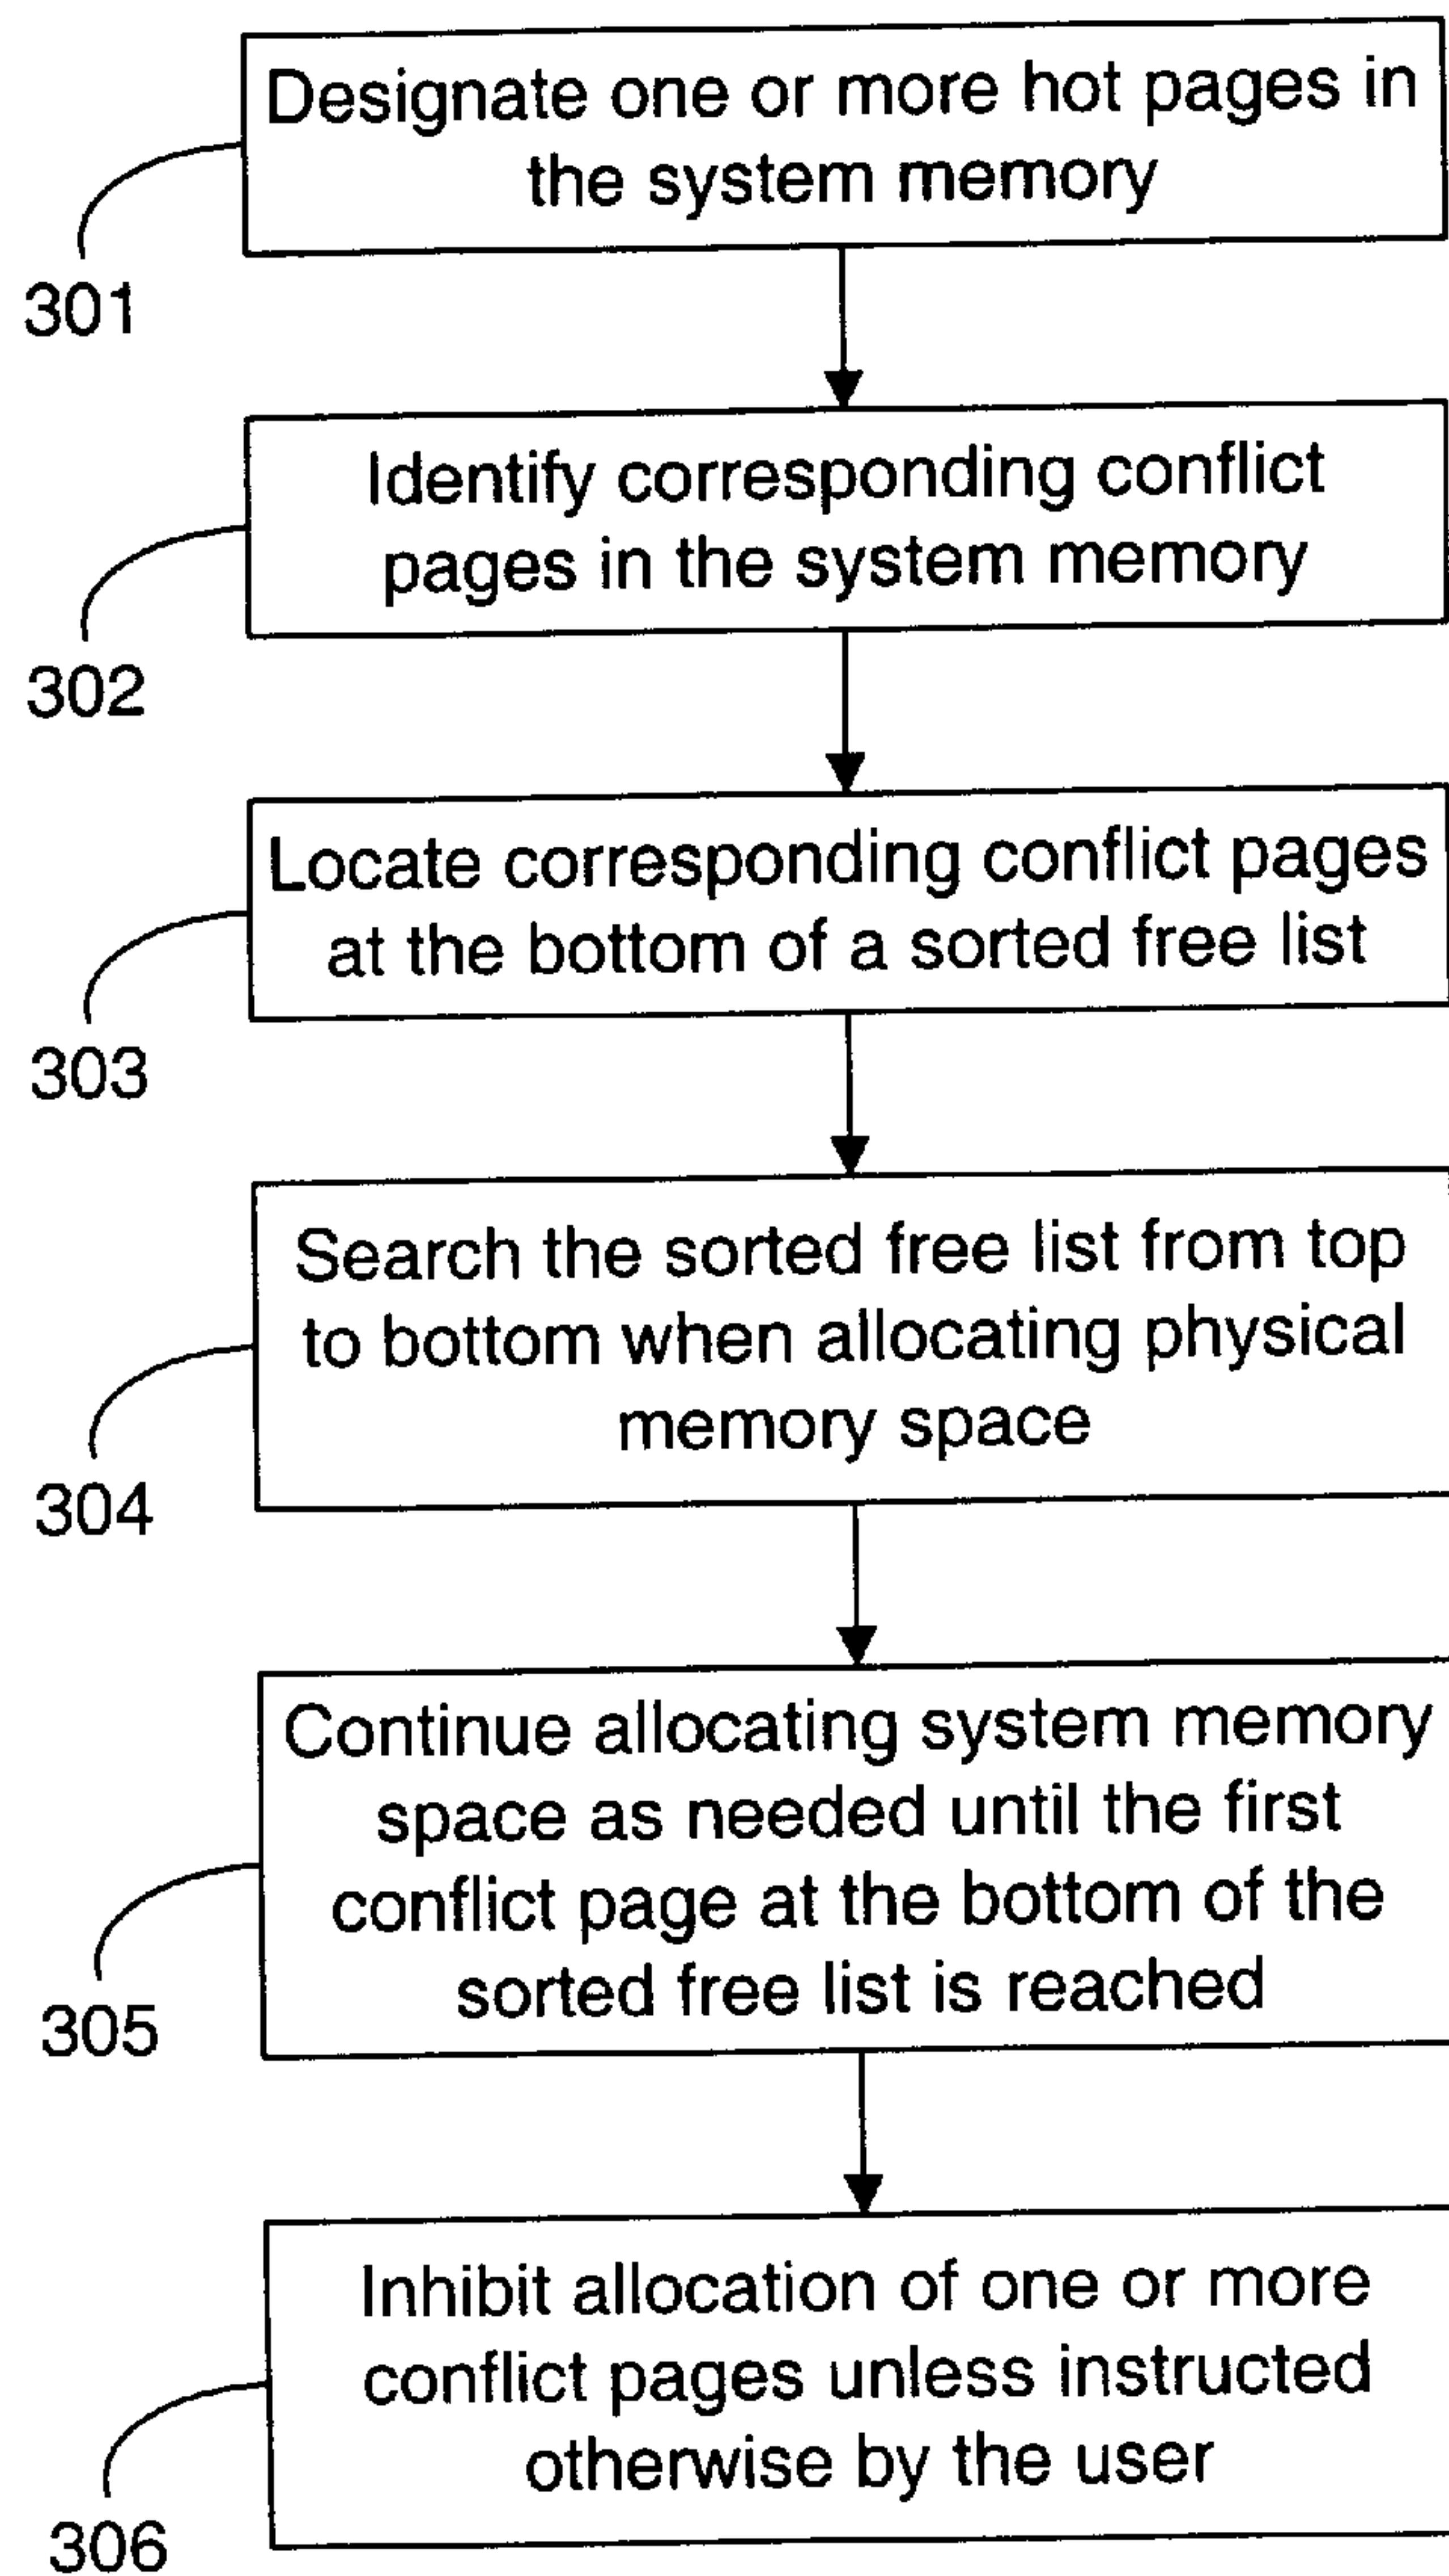 Designate one or more hot pages in
the system memory
301
Identify corresponding conflict
pages in the system memory
302
Locate corresponding conflict pages
at the bottom of a sorted free list
303
Search the sorted free list from top
to bottom when allocating physical
memory space
304
Continue allocating system memory
space as needed until the first
conflict page at the bottom of the
sorted free list is reached
305
Inhibit allocation of one or more
conflict pages unless instructed
otherwise by the user
306